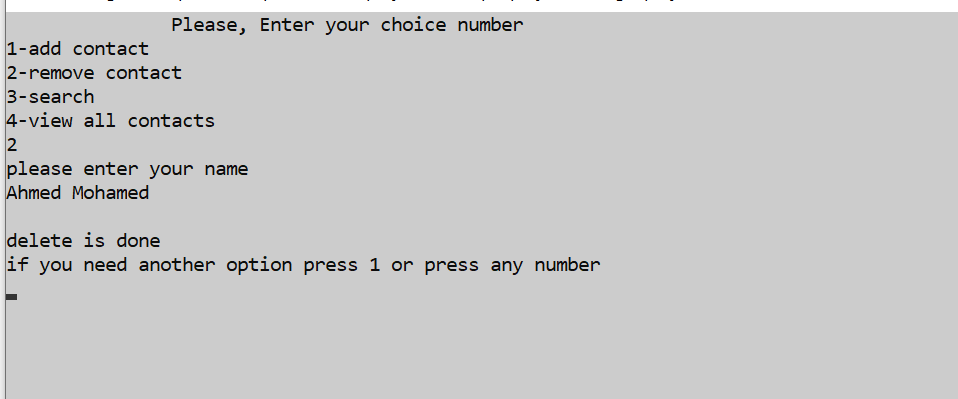 Please, Enter your choice number
1-add contact
2-remove contact
3-search
4-view all contacts
2
please enter your name
Ahmed Mohamed
delete is done
if you need another option press 1 or press any number